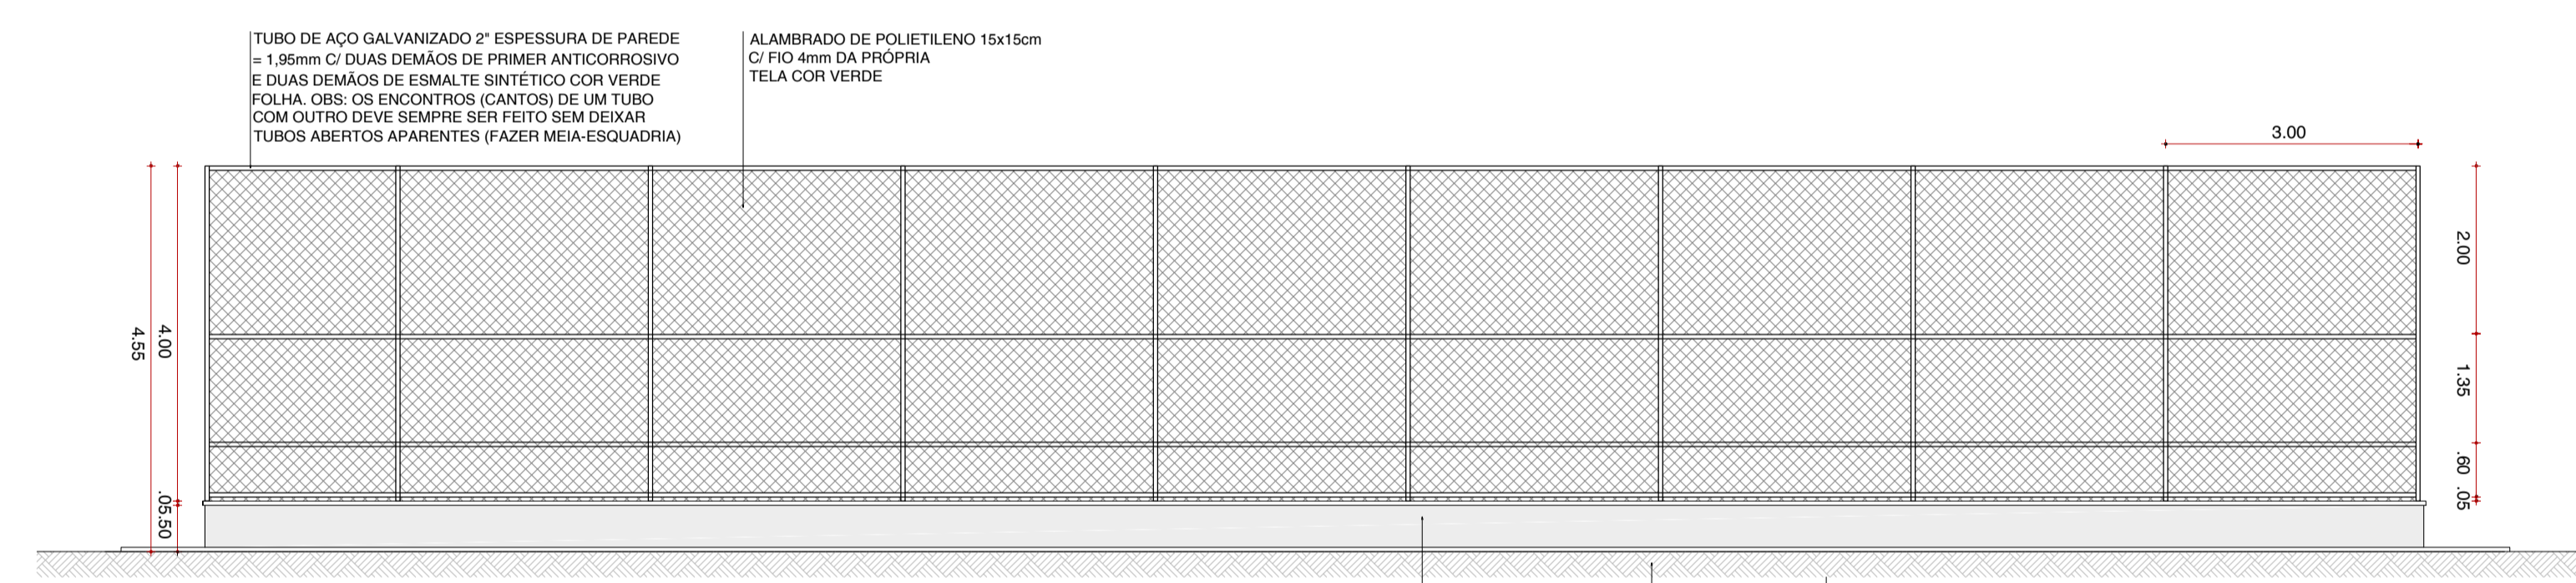 TUBO DE AÇO GALVANIZADO 2" ESPESSURA DE PAREDE
= 1,95mm C/ DUAS DEMÃOS DE PRIMER ANTICORROSIVO
E DUAS DEMÃOS DE ESMALTE SINTÉTICO COR VERDE
FOLHA. OBS: OS ENCONTROS (CANTOS) DE UM TUBO
COM OUTRO DEVE SEMPRE SER FEITO SEM DEIXAR
TUBOS ABERTOS APARENTES (FAZER MEIA-ESQUADRIA)
ALAMBRADO DE POLIETILENO 15x15cm
C/ FIO 4mm DA PRÓPRIA
TELA COR VERDE
3.00
4.55
4.00
.05
.50
2.00
1.35
.60
.05